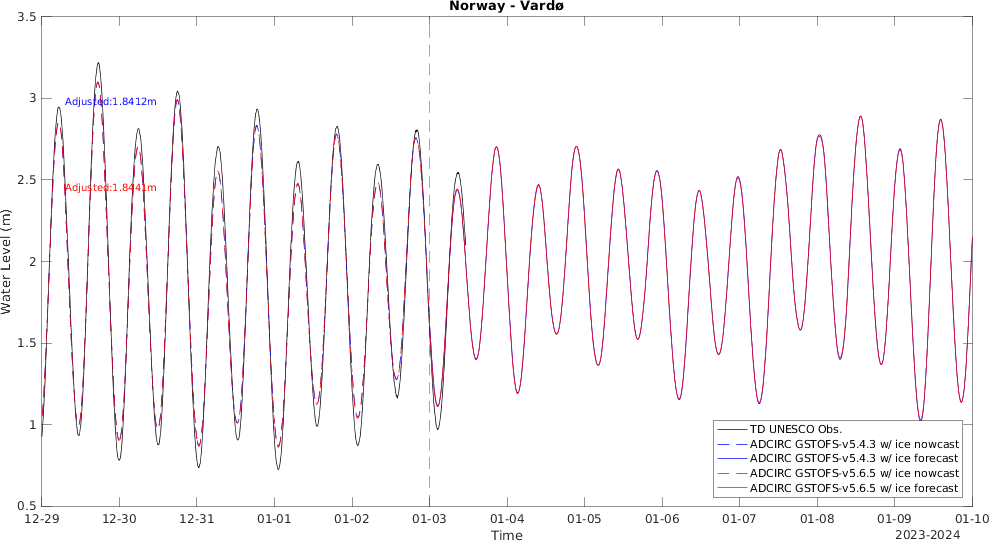 Norway - Vardø
3.5
3
2.5
2
1.5
1
0.5
Water Level (m)
Adjusted:1.8412m
Adjusted:1.8441m
TD UNESCO Obs.
ADCIRC GSTOFS-v5.4.3 w/ ice nowcast
ADCIRC GSTOFS-v5.4.3 w/ ice forecast
ADCIRC GSTOFS-v5.6.5 w/ ice nowcast
ADCIRC GSTOFS-v5.6.5 w/ ice forecast
12-29 12-30 12-31 01-01 01-02 01-03 01-04 01-05 01-06 01-07 01-08 01-09 01-10
Time
2023-2024